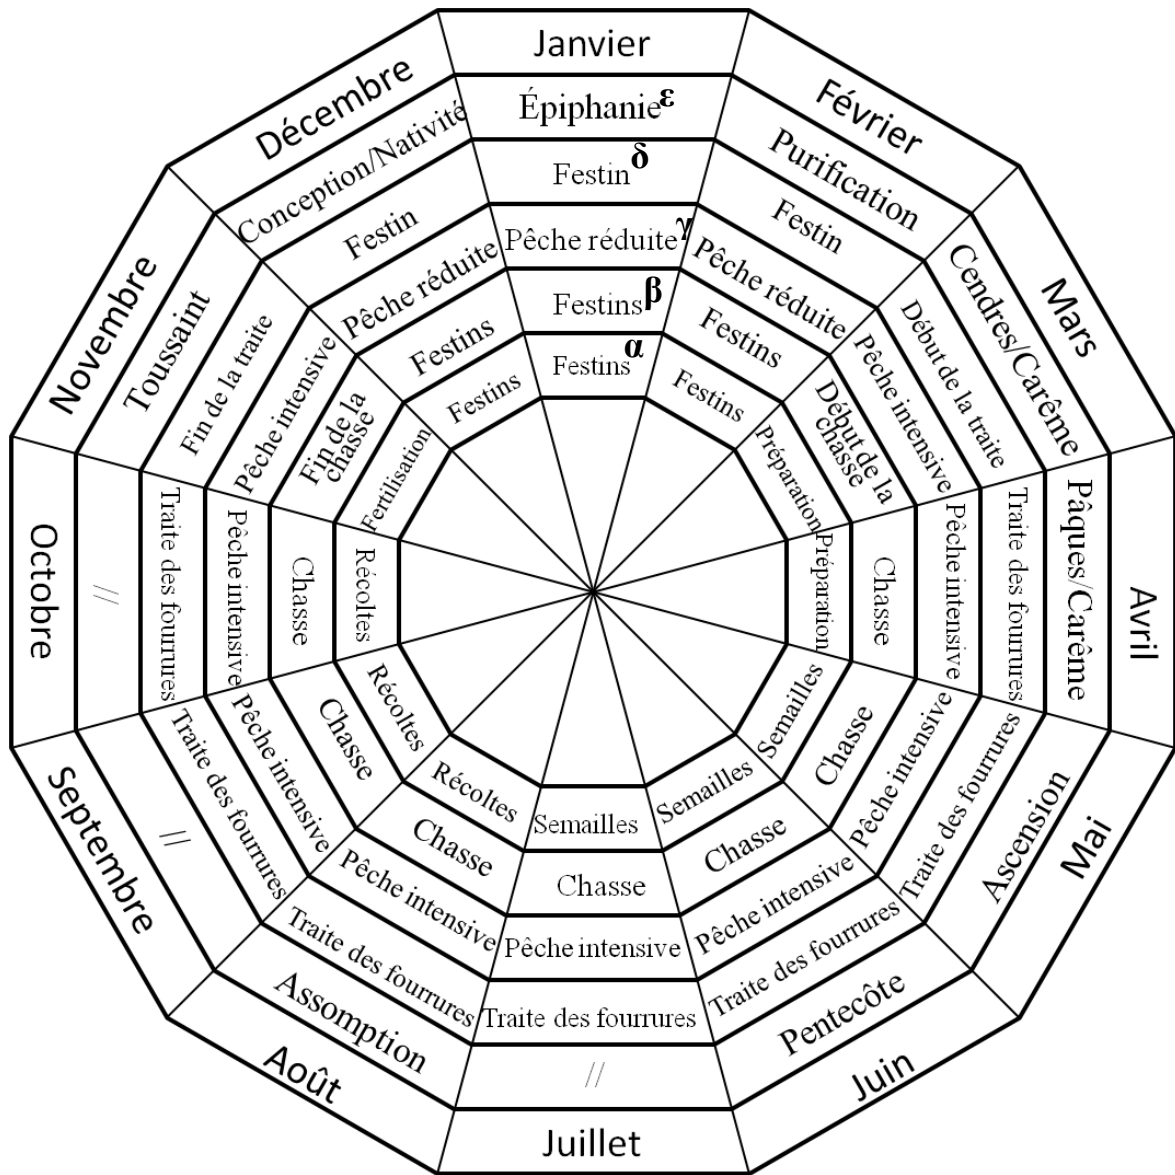 Janvier
Épiphanie ε
Festin δ
Pêche réduite γ
Festins β
Festins α
Février
Purification
Festin
Pêche réduite
Festins
Festins
Mars
Cendres/Carême
Début de la traite
Pêche intensive
Début de la
chasse
Préparation
Avril
Pâques/Carême
Traite des fourrures
Pêche intensive
Chasse
Préparation
Mai
Ascension
Traite des fourrures
Pêche intensive
Chasse
Semailles
Juin
Pentecôte
Traite des fourrures
Pêche intensive
Chasse
Semailles
Juillet
//
Traite des fourrures
Pêche intensive
Chasse
Semailles
Août
Assomption
Traite des fourrures
Pêche intensive
Chasse
Récoltes
Septembre
//
Traite des fourrures
Pêche intensive
Chasse
Récoltes
Octobre
//
Traite des fourrures
Pêche intensive
Chasse
Récoltes
Novembre
Toussaint
Fin de la traite
Pêche intensive
Fin de la
chasse
Fertilisation
Décembre
Conception/Nativité
Festin
Pêche réduite
Festins
Festins